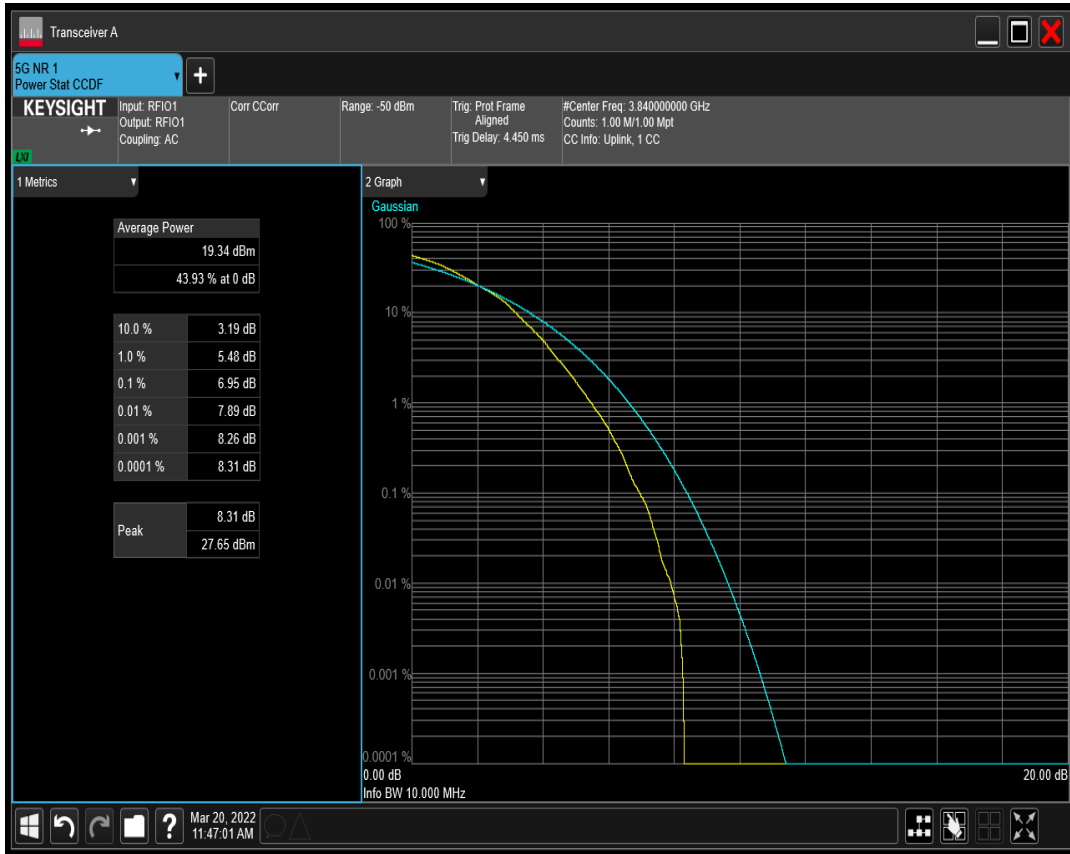 Transceiver A
5G NR 1
Power Stat CCDF
+
KEYSIGHT
LXI
Input: RFIO1
Output: RFIO1
Coupling: AC
Corr CCorr
Range: -50 dBm
Trig: Prot Frame
Aligned
Trig Delay: 4.450 ms
#Center Freq: 3.840000000 GHz
Counts: 1.00 M/1.00 Mpt
CC Info: Uplink, 1 CC
1 Metrics
Average Power
19.34 dBm
43.93 % at 0 dB
10.0 % 3.19 dB
1.0 % 5.48 dB
0.1 % 6.95 dB
0.01 % 7.89 dB
0.001 % 8.26 dB
0.0001 % 8.31 dB
Peak
8.31 dB
27.65 dBm
2 Graph
Gaussian
100 %
10 %
1 %
0.1 %
0.01 %
0.001 %
0.0001 %
0.00 dB 20.00 dB
Info BW 10.000 MHz
?
Mar 20, 2022
11:47:01 AM